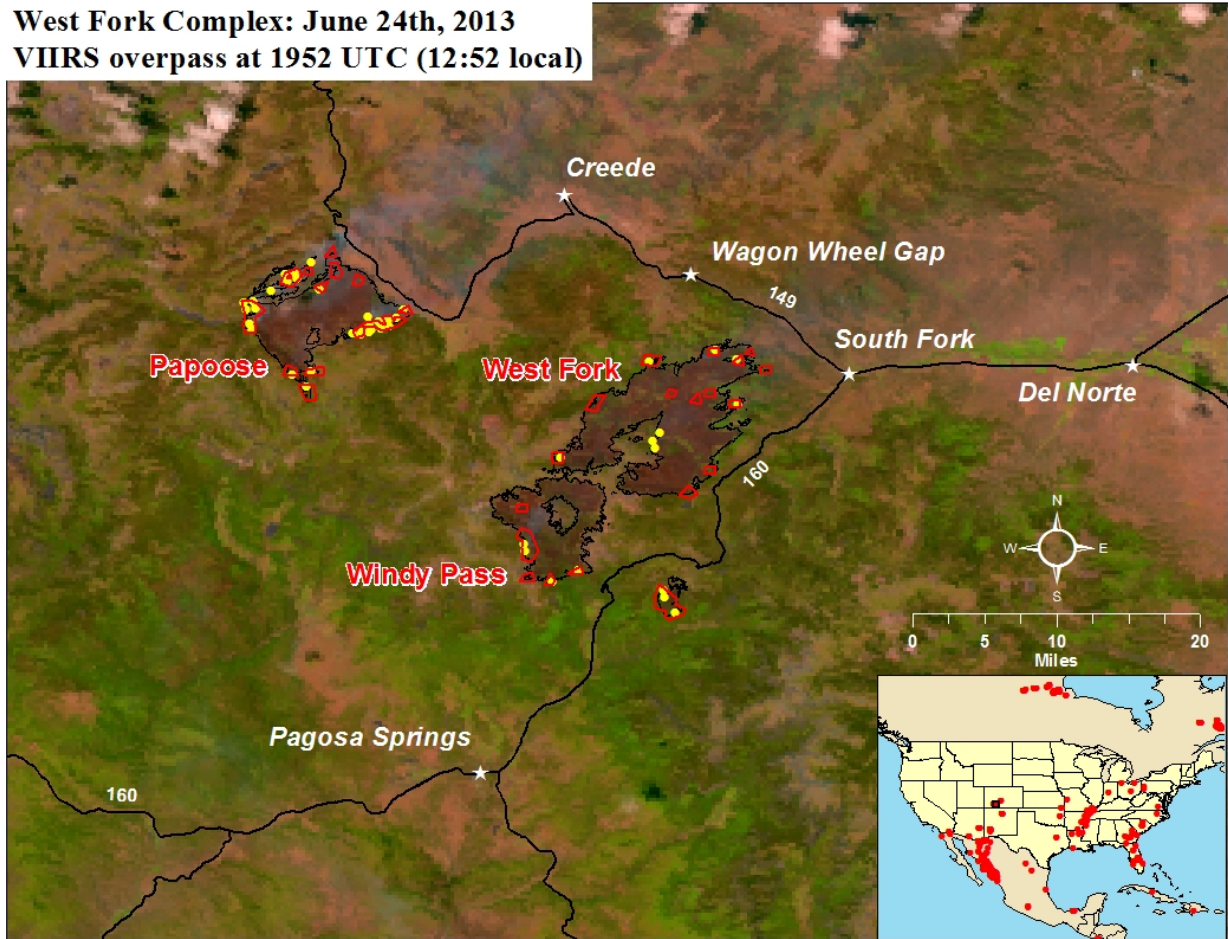 West Fork Complex: June 24th, 2013
VIIRS overpass at 1952 UTC (12:52 local)
Creede
Wagon Wheel Gap
149
South Fork
Papoose
West Fork
Del Norte
160
N
W
E
S
Windy Pass
0 5 10 20
Miles
Pagosa Springs
160